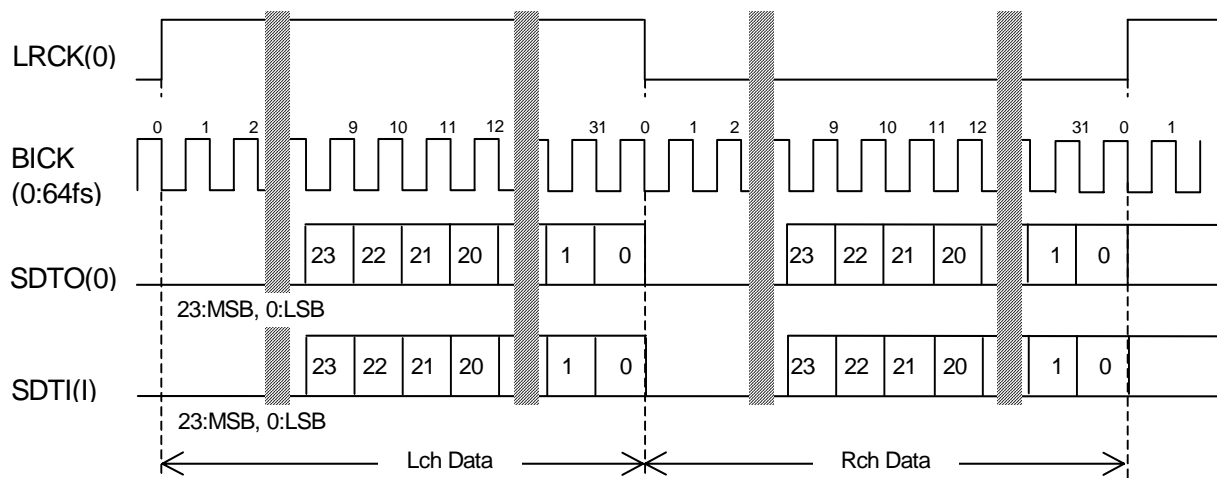 LRCK(0)
0 1 2 9 10 11 12 31 0 1 2 9 10 11 12 31 0 1
BICK
(0:64fs)
23 22 21 20 1 0 23 22 21 20 1 0
SDTO(0)
23:MSB, 0:LSB
23 22 21 20 1 0 23 22 21 20 1 0
SDTI(I)
23:MSB, 0:LSB
Lch Data Rch Data